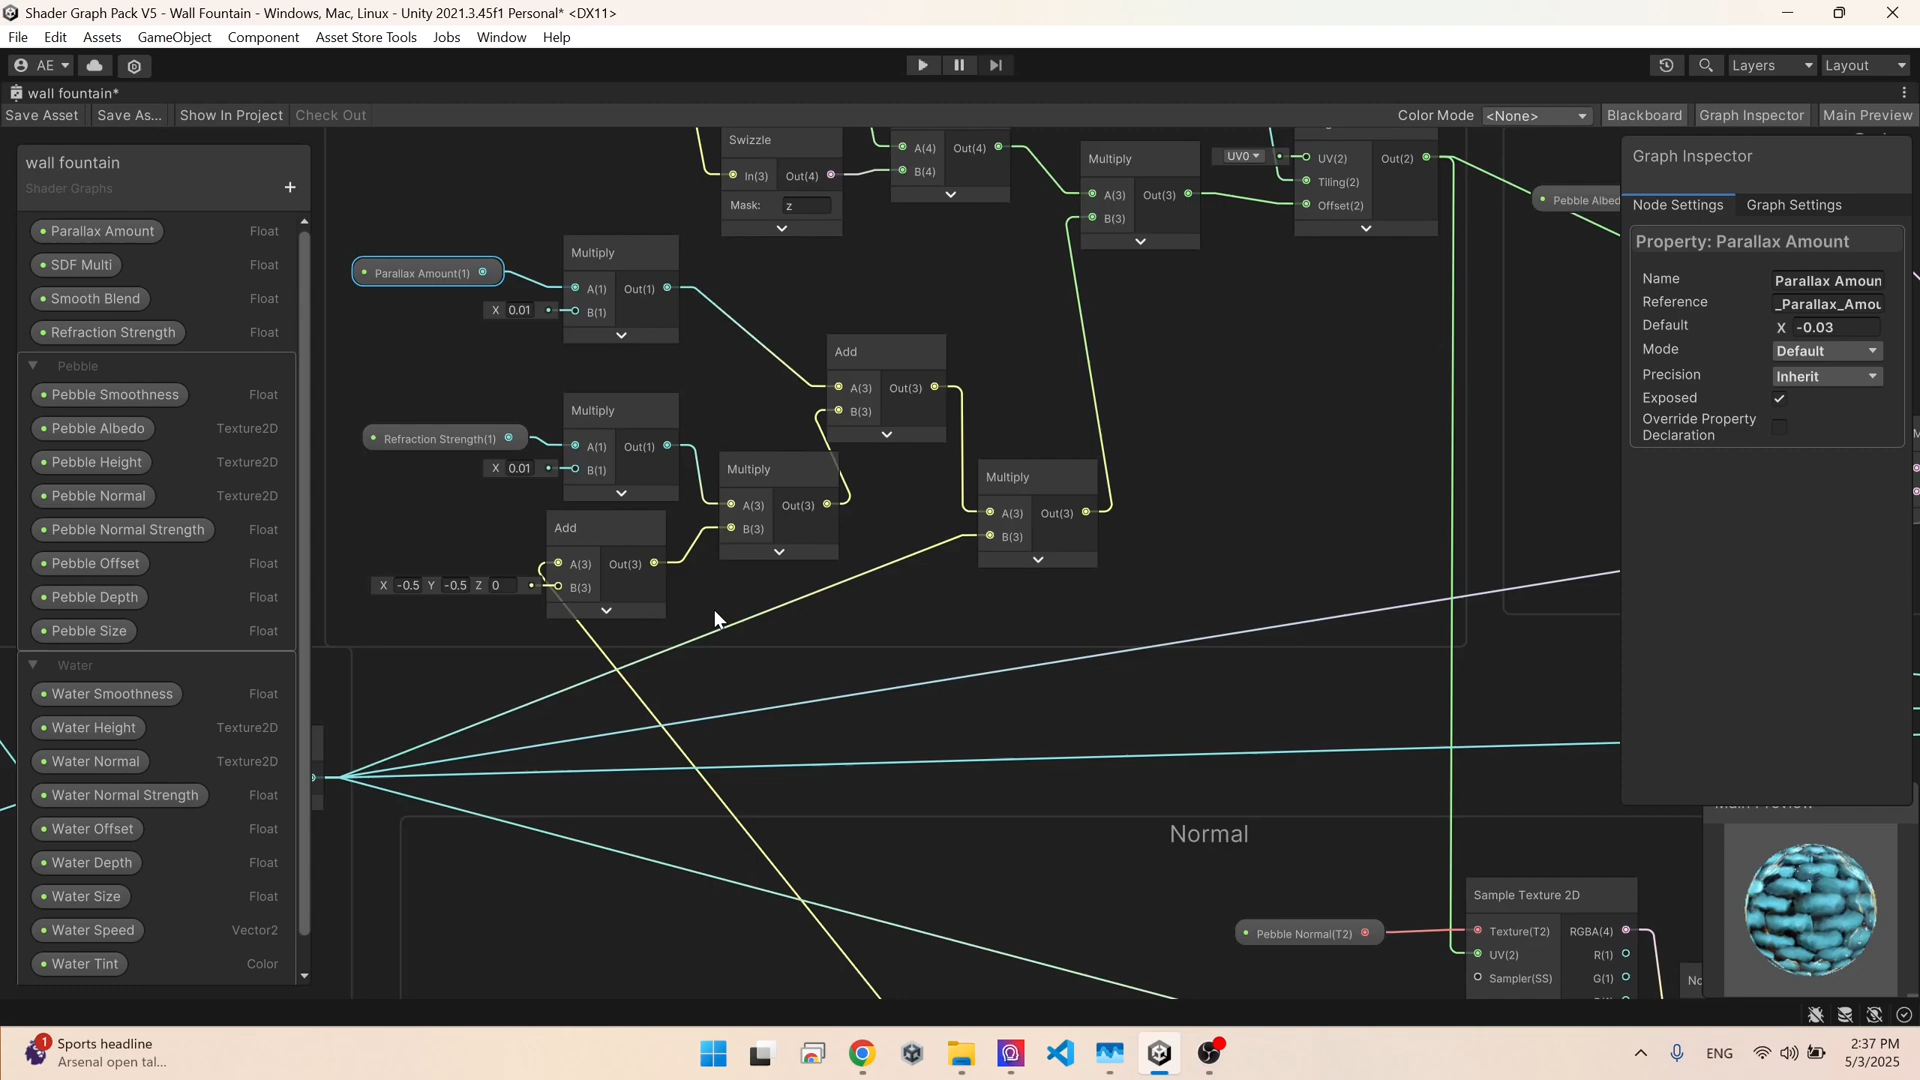 Shader Graph Pack V5 - Wall Fountain - Windows, Mac, Linux - Unity 2021.3.45f1 Personal* <DX11>
File Edit Assets GameObject Component Asset Store Tools Jobs Window Help
AE Layers Layout
wall fountain*
Save Asset Save As... Show In Project Check Out Color Mode <None> Blackboard Graph Inspector Main Preview
wall fountain
Shader Graphs +
Parallax Amount Float
SDF Multi Float
Smooth Blend Float
Refraction Strength Float
Pebble
Pebble Smoothness Float
Pebble Albedo Texture2D
Pebble Height Texture2D
Pebble Normal Texture2D
Pebble Normal Strength Float
Pebble Offset Float
Pebble Depth Float
Pebble Size Float
Water
Water Smoothness Float
Water Height Texture2D
Water Normal Texture2D
Water Normal Strength Float
Water Offset Float
Water Depth Float
Water Size Float
Water Speed Vector2
Water Tint Color
Swizzle
In(3) Out(4)
Mask: z
A(4) Out(4)
B(4)
Multiply
A(3) Out(3)
B(3)
UV0
UV(2) Out(2)
Tiling(2)
Offset(2)
Parallax Amount(1)
Multiply
A(1) Out(1)
X 0.01 B(1)
Add
A(3) Out(3)
B(3)
Refraction Strength(1)
Multiply
A(1) Out(1)
X 0.01 B(1)
Multiply
A(3) Out(3)
B(3)
Multiply
A(3) Out(3)
B(3)
Add
A(3) Out(3)
X -0.5 Y -0.5 Z 0 B(3)
Normal
Pebble Normal(T2)
Sample Texture 2D
Texture(T2) RGBA(4)
UV(2) R(1)
Sampler(SS) G(1)
Pebble Albed
Graph Inspector
Node Settings Graph Settings
Property: Parallax Amount
Name Parallax Amoun
Reference _Parallax_Amou
Default X -0.03
Mode Default
Precision Inherit
Exposed
Override Property
Declaration
Main Preview
1 Sports headline
Arsenal open tal...
ENG
2:37 PM
5/3/2025